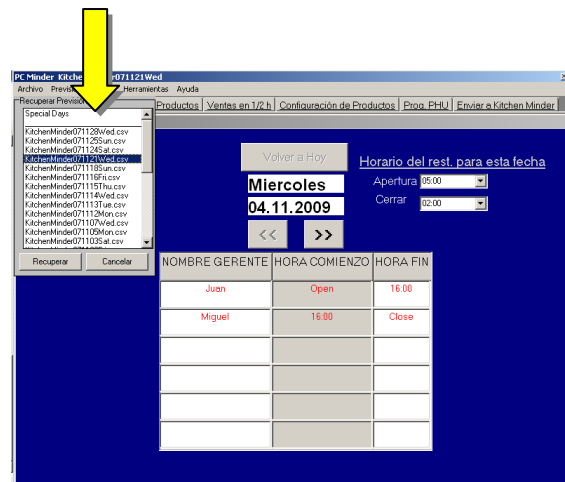 PC Minder Kitche r071121Wed
Archivo Previs Herramientas Ayuda
Recuperar Previsio
Special Days
KitchenMinder071128Wed.csv
KitchenMinder071125Sun.csv
KitchenMinder071124Sat.csv
KitchenMinder071121Wed.csv
KitchenMinder071118Sun.csv
KitchenMinder071116Fri.csv
KitchenMinder071115Thu.csv
KitchenMinder071114Wed.csv
KitchenMinder071113Tue.csv
KitchenMinder071112Mon.csv
KitchenMinder071107Wed.csv
KitchenMinder071105Mon.csv
KitchenMinder071103Sat.csv
Recuperar Cancelar
Productos Ventas en 1/2 h Configuración de Productos Prog. PHU Enviar a Kitchen Minder
Volver a Hoy
Miercoles
04.11.2009
<< >>
Horario del rest. para esta fecha
Apertura 05:00
Cerrar 02:00
NOMBRE GERENTE HORA COMIENZO HORA FIN
Juan Open 16:00
Miguel 16:00 Close